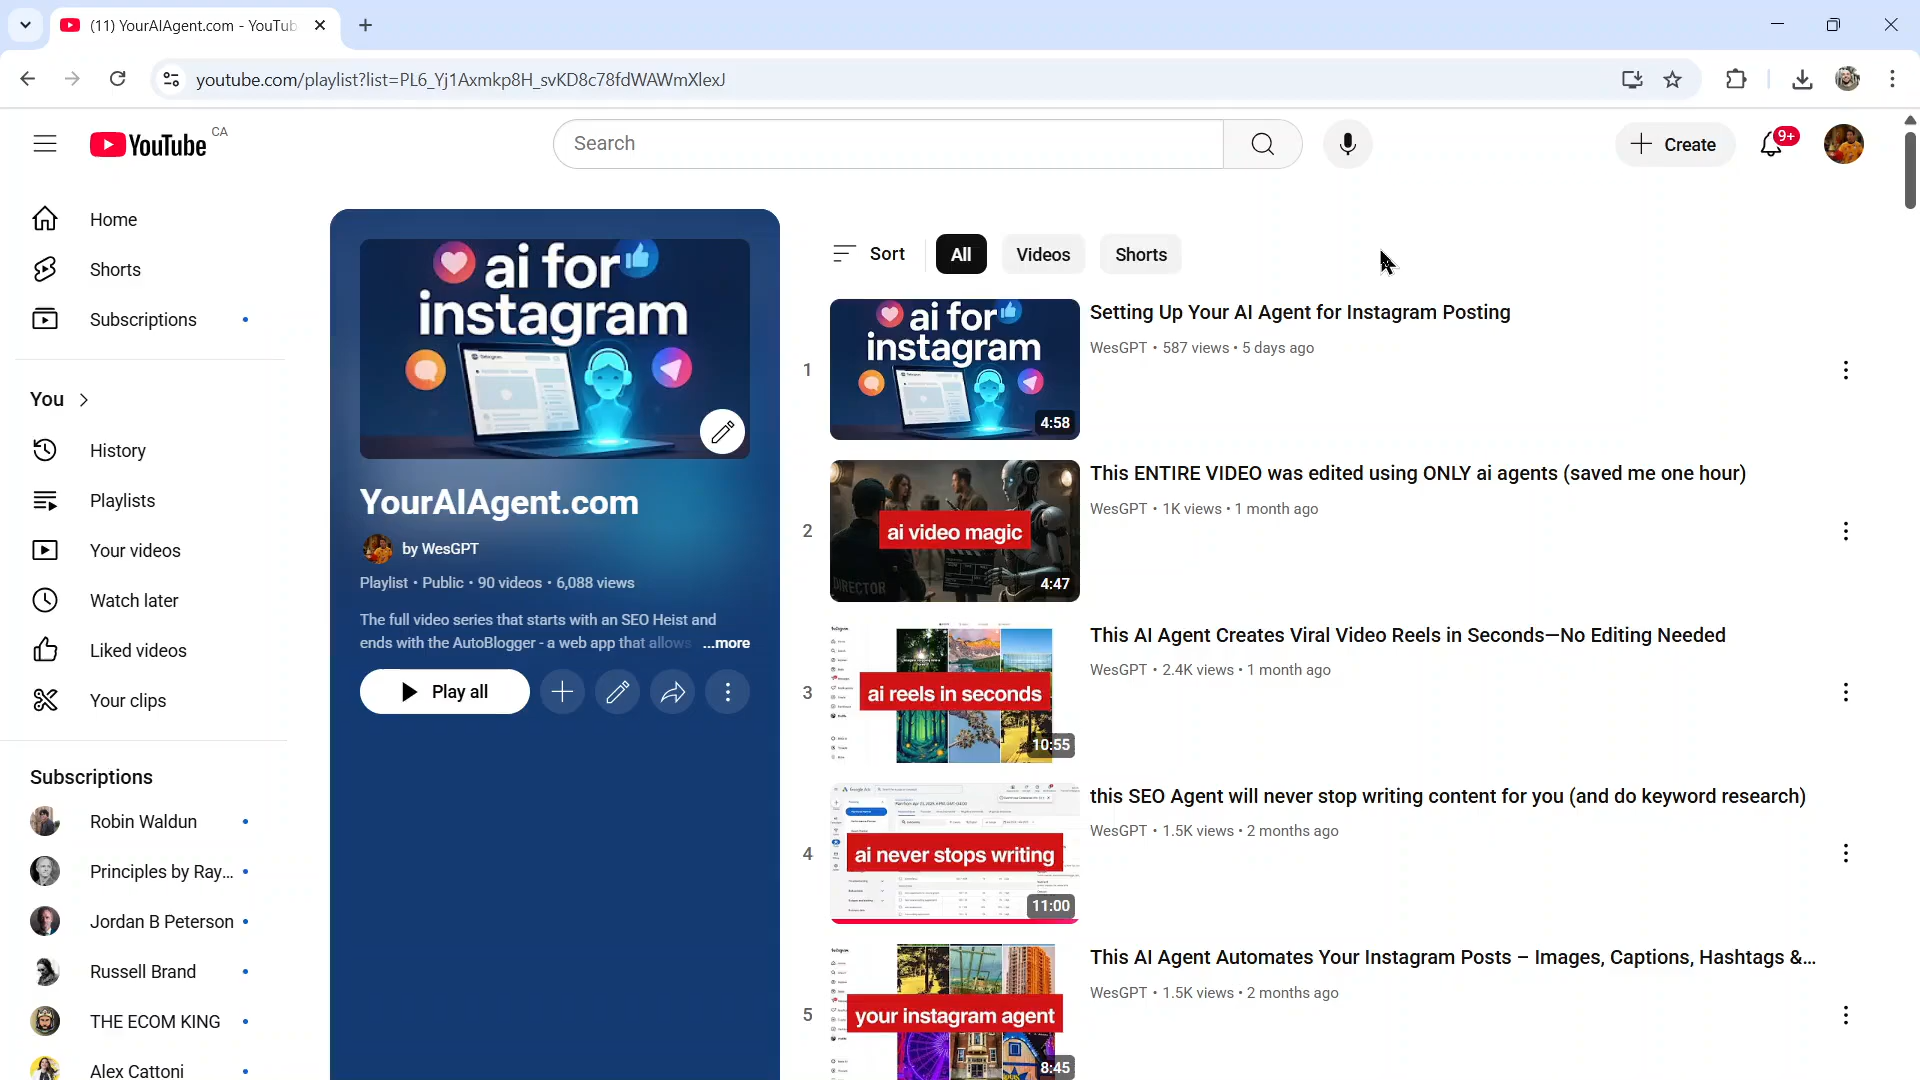 (11) YourAIAgent.com - YouTub
youtube.com/playlist?list=PL6_Yj1Axmkp8H_svKD8c78fdWAWmXlexJ
YouTube CA
Search
Create
9+
Home
Shorts
Subscriptions
You
History
Playlists
Your videos
Watch later
Liked videos
Your clips
Subscriptions
Robin Waldun
Principles by Ray...
Jordan B Peterson
Russell Brand
THE ECOM KING
Alex Cattoni
ai for
instagram
YourAIAgent.com
by WesGPT
Playlist • Public • 90 videos • 6,088 views
The full video series that starts with an SEO Heist and
ends with the AutoBlogger - a web app that allows ...more
Play all
Sort
All
Videos
Shorts
1
ai for
instagram
4:58
Setting Up Your AI Agent for Instagram Posting
WesGPT • 587 views • 5 days ago
2
ai video magic
DIRECTOR
4:47
This ENTIRE VIDEO was edited using ONLY ai agents (saved me one hour)
WesGPT • 1K views • 1 month ago
3
ai reels in seconds
10:55
This AI Agent Creates Viral Video Reels in Seconds—No Editing Needed
WesGPT • 2.4K views • 1 month ago
4
ai never stops writing
11:00
this SEO Agent will never stop writing content for you (and do keyword research)
WesGPT • 1.5K views • 2 months ago
5
your instagram agent
8:45
This AI Agent Automates Your Instagram Posts – Images, Captions, Hashtags &...
WesGPT • 1.5K views • 2 months ago